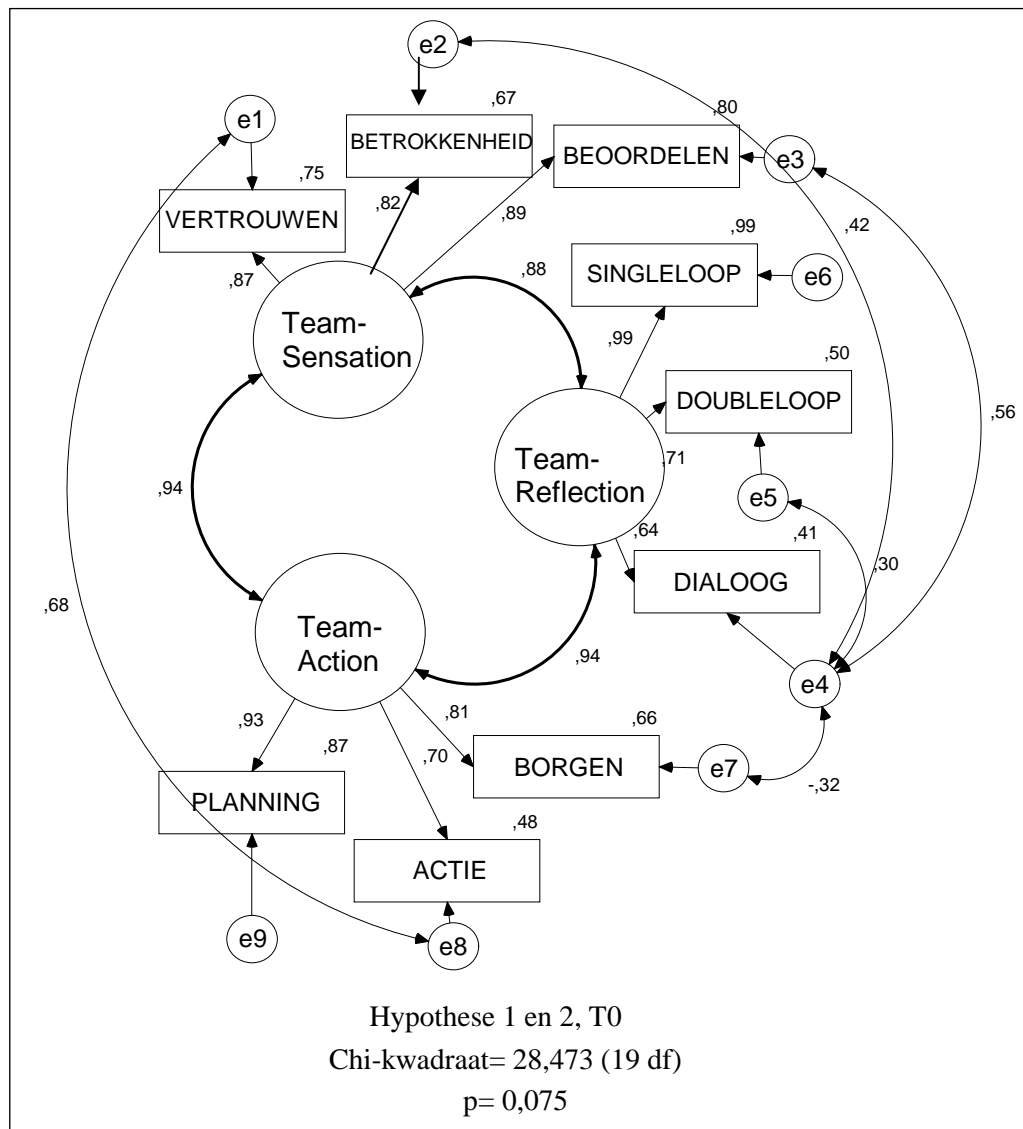 e2
,67
,80
e1
BETROKKENHEID
BEOORDELEN
e3
,75
,82
,89
,42
VERTROUWEN
,99
,87
,88
SINGLELOOP
e6
Team-
Sensation
,99
,50
DOUBLELOOP
,56
Team-
Reflection
,71
,94
e5
,64
,41
,30
DIALOOG
,68
Team-
Action
,94
e4
,93
,81
,66
,87
,70
BORGEN
e7
-,32
PLANNING
,48
ACTIE
e9
e8
Hypothese 1 en 2, T0
Chi-kwadraat= 28,473 (19 df)
p= 0,075